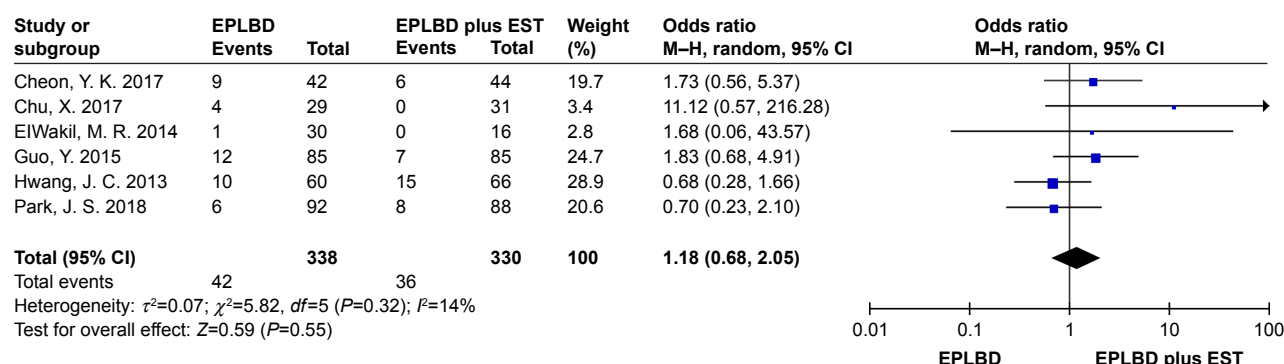 Study or EPLBD EPLBD plus EST Weight Odds ratio Odds ratio
subgroup Events Total Events Total (%) M–H, random, 95% CI M–H, random, 95% CI
Cheon, Y. K. 2017 9 42 6 44 19.7 1.73 (0.56, 5.37)
Chu, X. 2017 4 29 0 31 3.4 11.12 (0.57, 216.28)
ElWakil, M. R. 2014 1 30 0 16 2.8 1.68 (0.06, 43.57)
Guo, Y. 2015 12 85 7 85 24.7 1.83 (0.68, 4.91)
Hwang, J. C. 2013 10 60 15 66 28.9 0.68 (0.28, 1.66)
Park, J. S. 2018 6 92 8 88 20.6 0.70 (0.23, 2.10)
Total (95% CI) 338 330 100 1.18 (0.68, 2.05)
Total events 42 36
Heterogeneity: τ²=0.07; χ²=5.82, df=5 (P=0.32); I²=14%
Test for overall effect: Z=0.59 (P=0.55)
0.01 0.1 1 10 100
EPLBD EPLBD plus EST